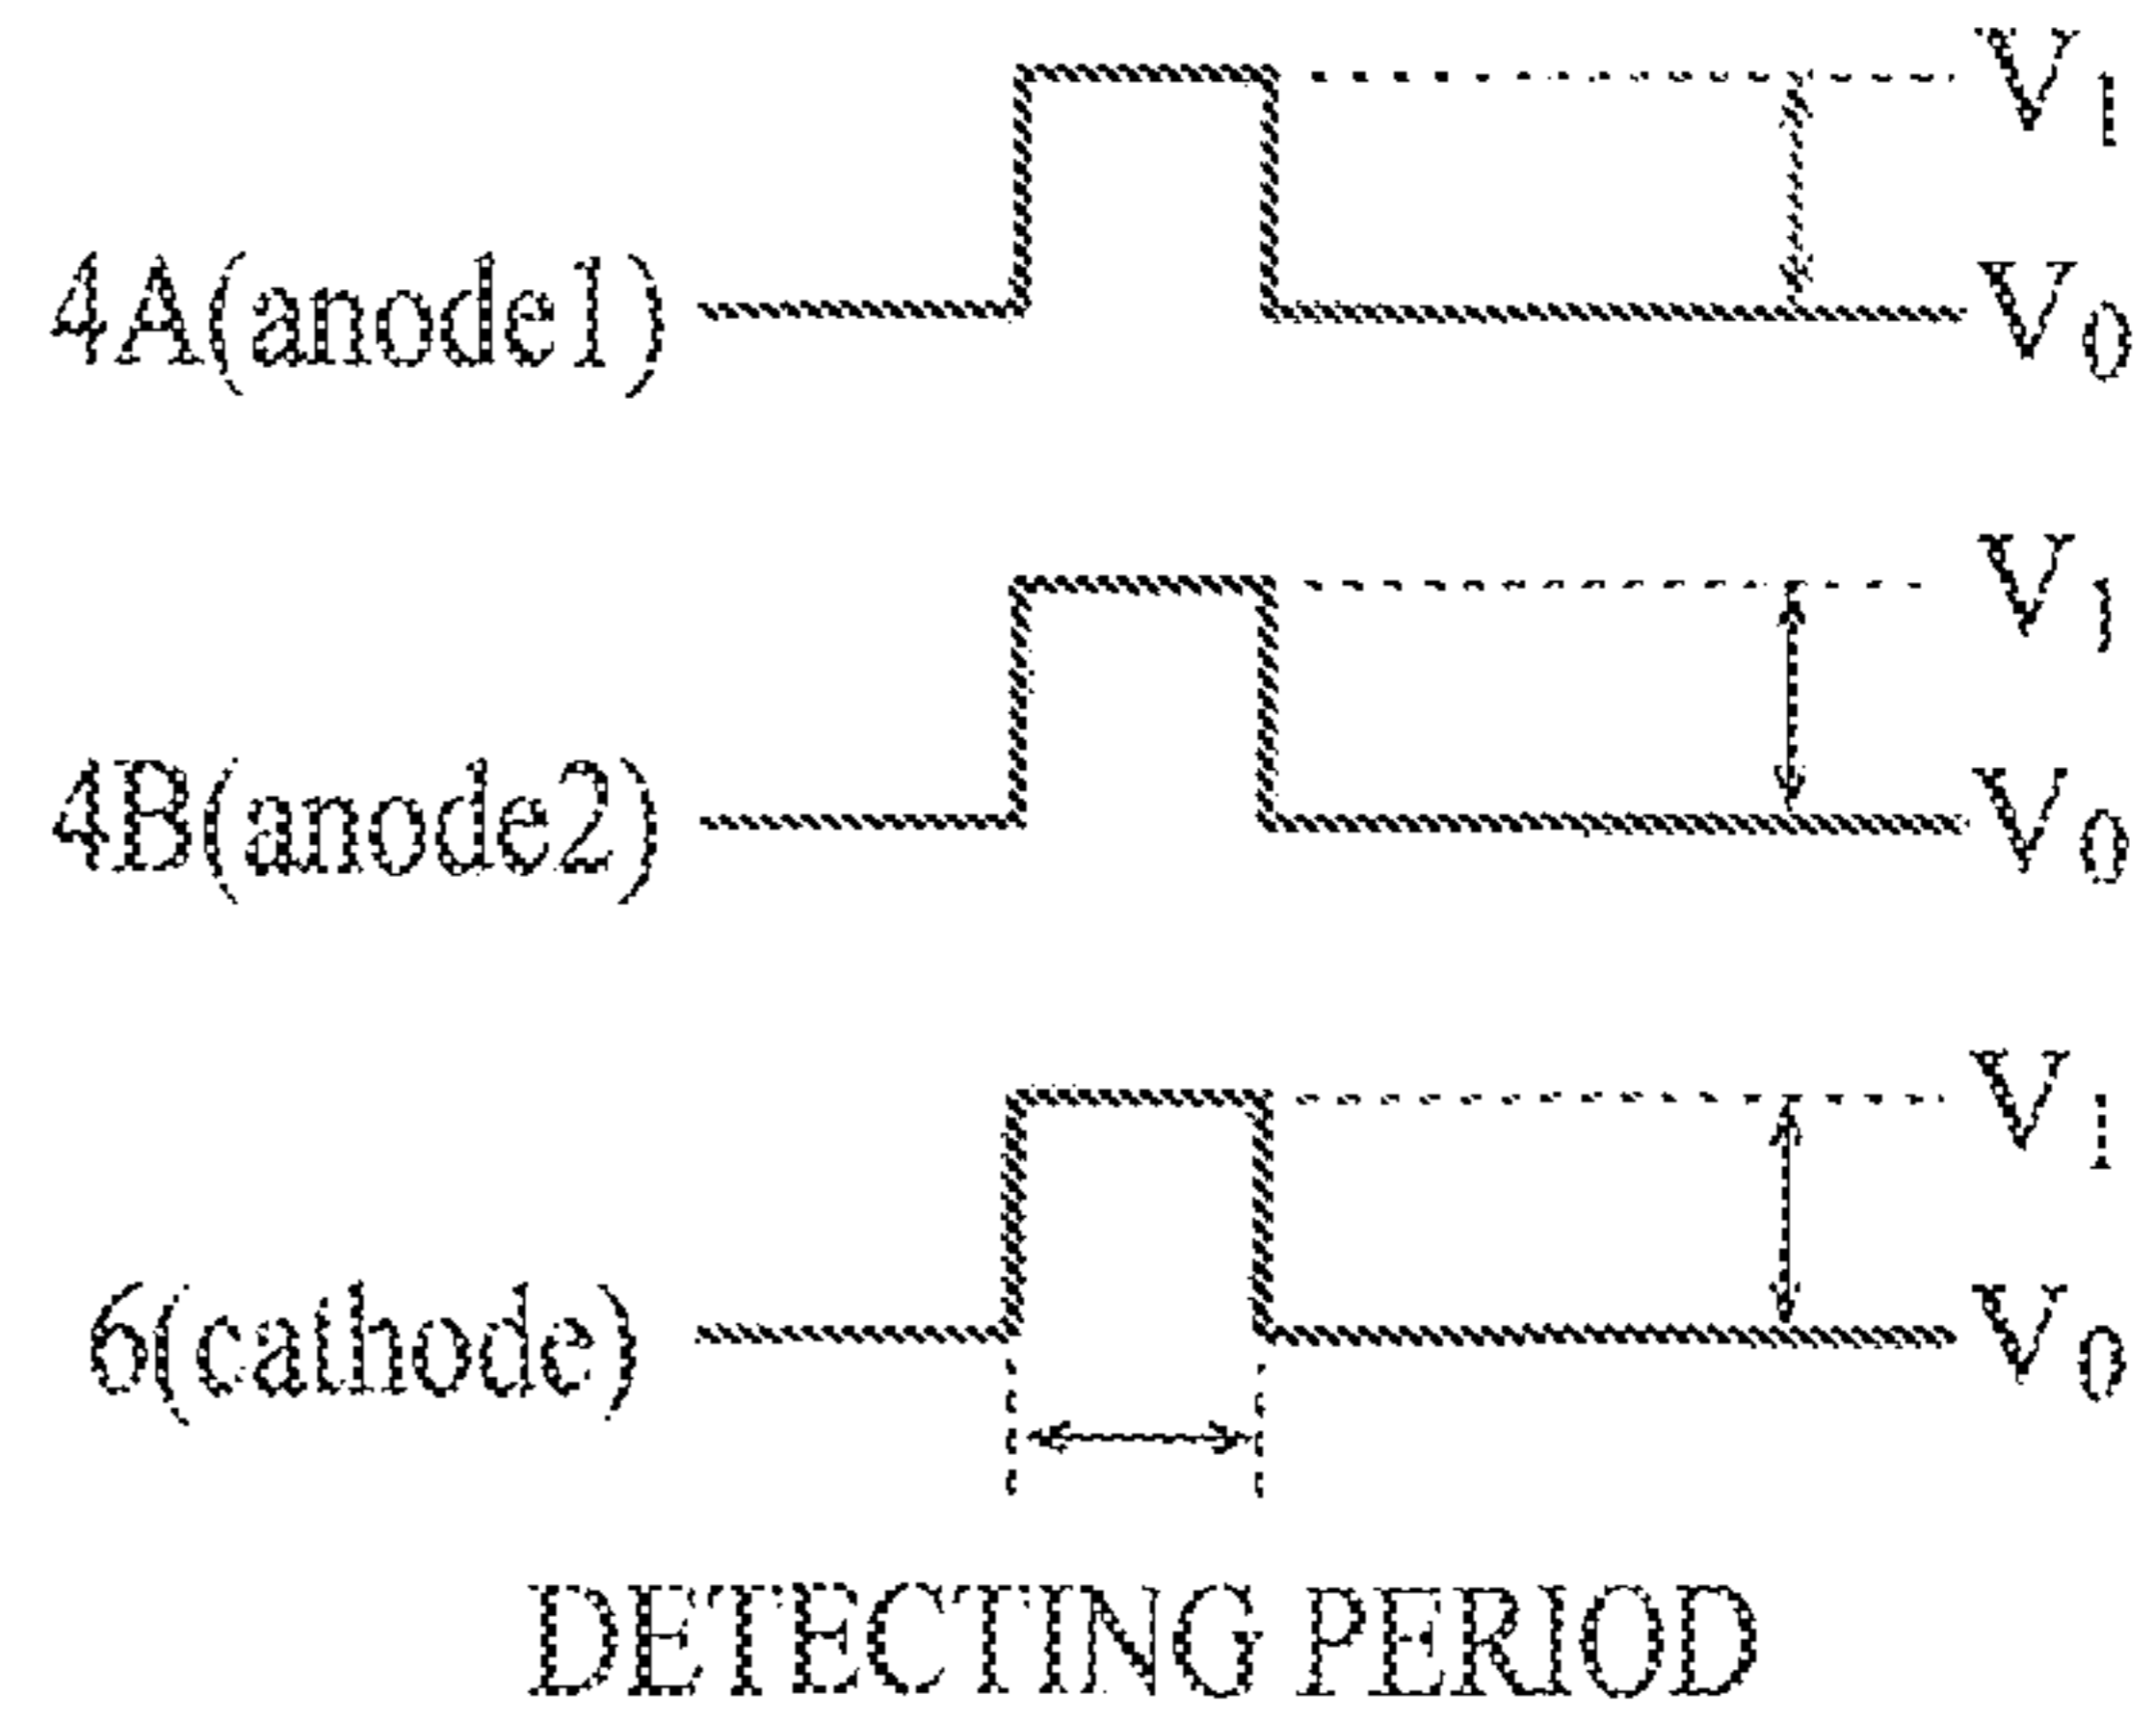 V1
4A(anode1) V0
V1
4B(anode2) V0
V1
6(cathode) V0
DETECTING PERIOD